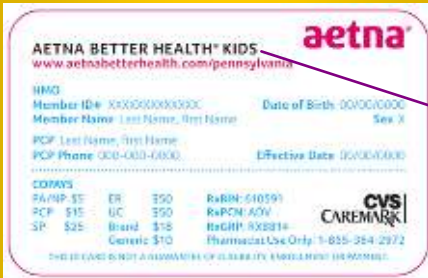 aetna
AETNA BETTER HEALTH® KIDS
www.aetnabetterhealth.com/pennsylvania
HMO
Member ID# XXXXXXXXXXXX Date of Birth 00/00/0000
Member Name Last Name, First Name Sex X
PCP Last Name, First Name
PCP Phone 000-000-0000 Effective Date 00/00/0000
COPAYS
PA/NP $5 ER $50 RxBIN: 610591
PCP $15 UC $50 RxPCN: ADV
SP $25 Brand $18 RxGRP: RX8814
Generic $10 Pharmacist Use Only: 1-855-364-2972
CVS
CAREMARK
THIS ID CARD IS NOT A GUARANTEE OF ELIGIBILITY, ENROLLMENT OR PAYMENT.